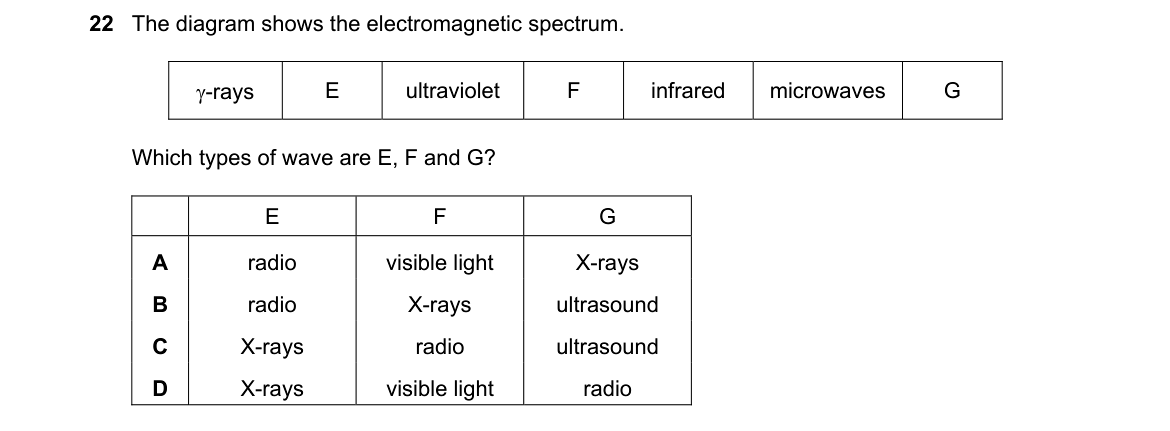 22 The diagram shows the electromagnetic spectrum.
γ-rays E ultraviolet F infrared microwaves G
Which types of wave are E, F and G?
E F G
A radio visible light X-rays
B radio X-rays ultrasound
C X-rays radio ultrasound
D X-rays visible light radio